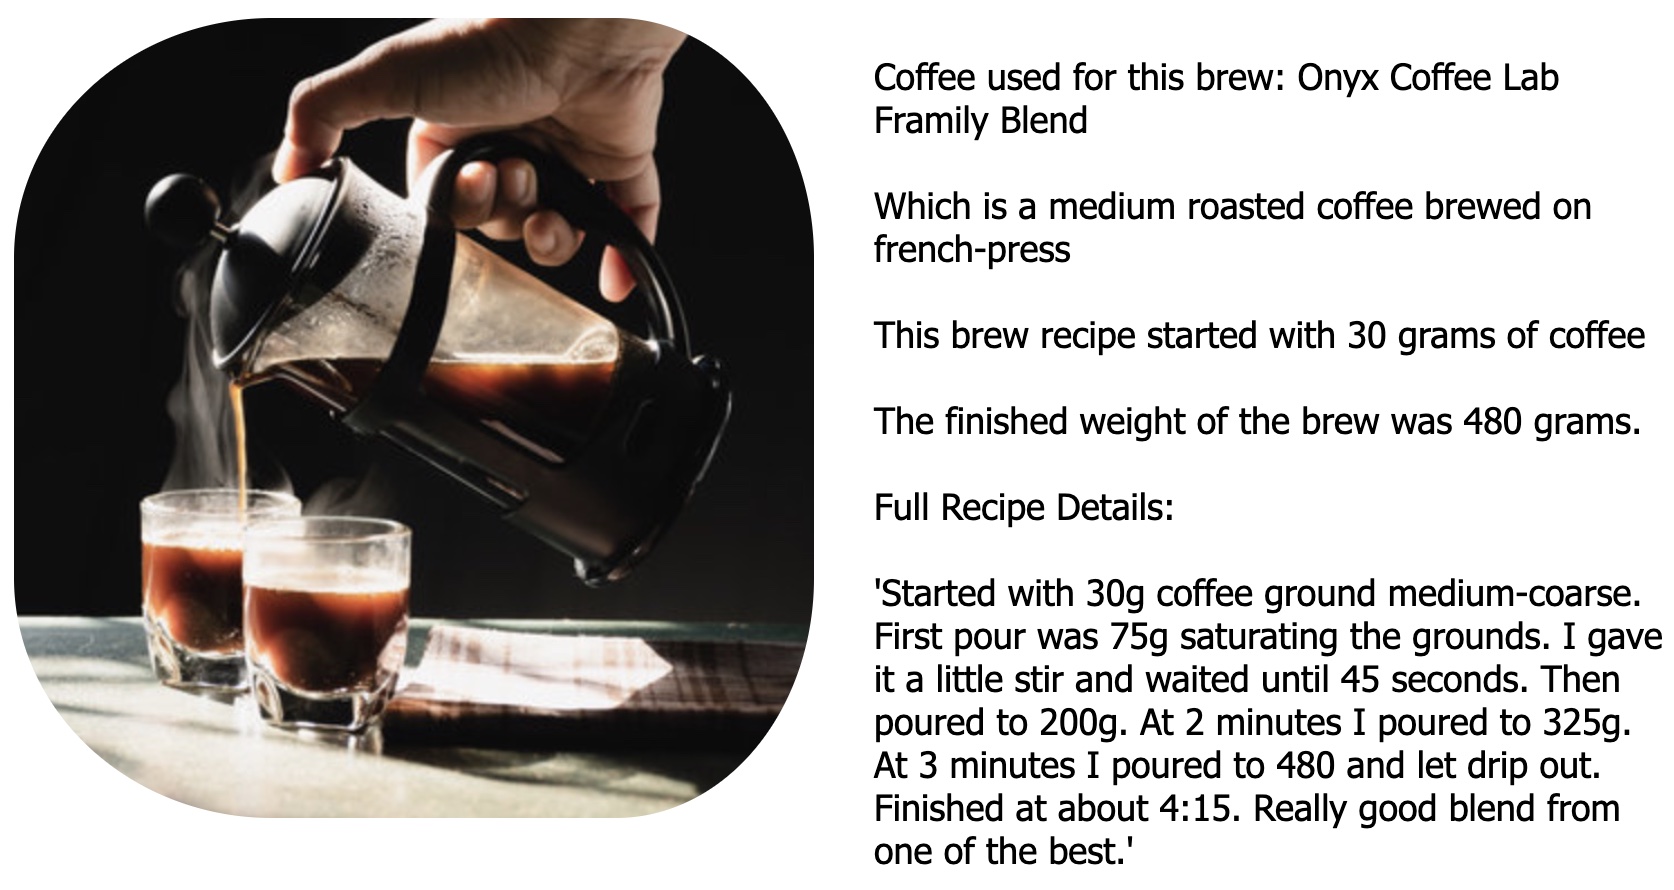 Coffee used for this brew: Onyx Coffee Lab
Framily Blend
Which is a medium roasted coffee brewed on
french-press
This brew recipe started with 30 grams of coffee
The finished weight of the brew was 480 grams.
Full Recipe Details:
'Started with 30g coffee ground medium-coarse.
First pour was 75g saturating the grounds. I gave
it a little stir and waited until 45 seconds. Then
poured to 200g. At 2 minutes I poured to 325g.
At 3 minutes I poured to 480 and let drip out.
Finished at about 4:15. Really good blend from
one of the best.'